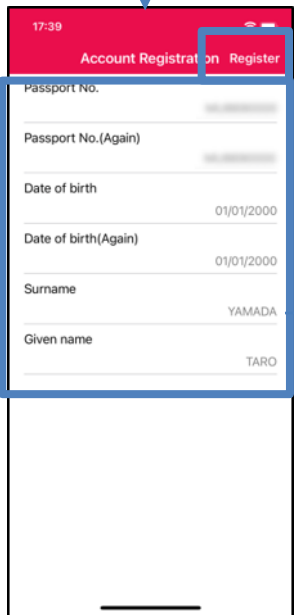 17:39
Account Registration Register
Passport No.
Passport No.(Again)
Date of birth
01/01/2000
Date of birth(Again)
01/01/2000
Surname
YAMADA
Given name
TARO